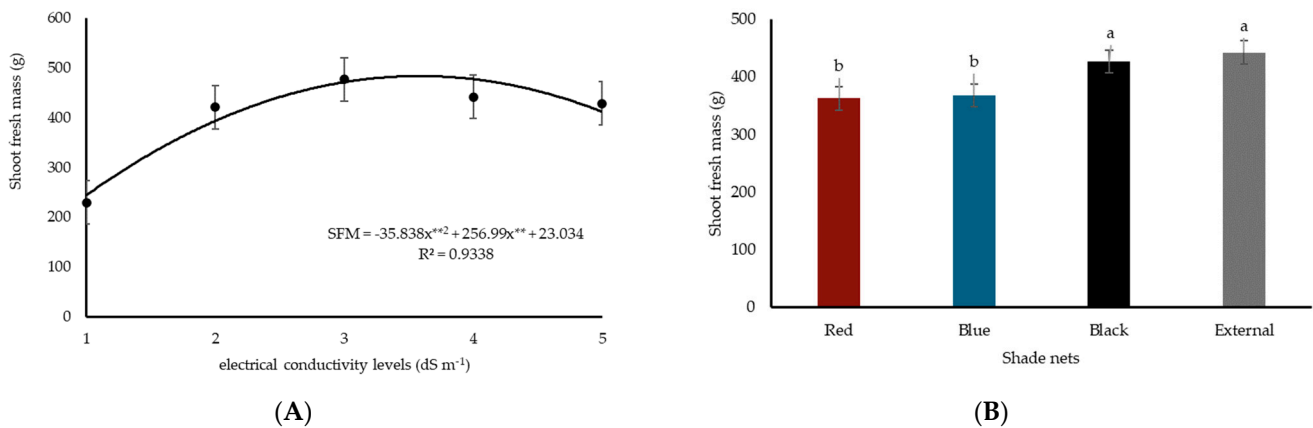 600
500
400
300
200
100
0
Shoot fresh mass (g)
SFM = -35.838x**² + 256.99x** + 23.034
R² = 0.9338
1 2 3 4 5
electrical conductivity levels (dS m⁻¹)
(A)
500
400
300
200
100
0
Shoot fresh mass (g)
b b a a
Red Blue Black External
Shade nets
(B)